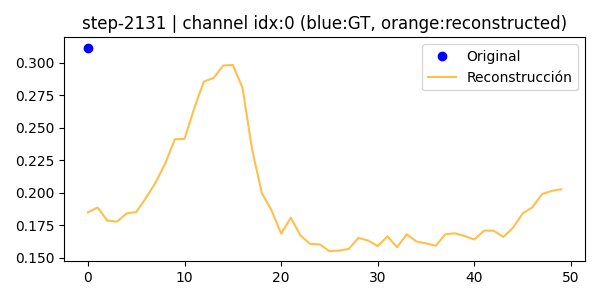 step-2131 | channel idx:0 (blue:GT, orange:reconstructed)
Original
Reconstrucción
0.300
0.275
0.250
0.225
0.200
0.175
0.150
0 10 20 30 40 50